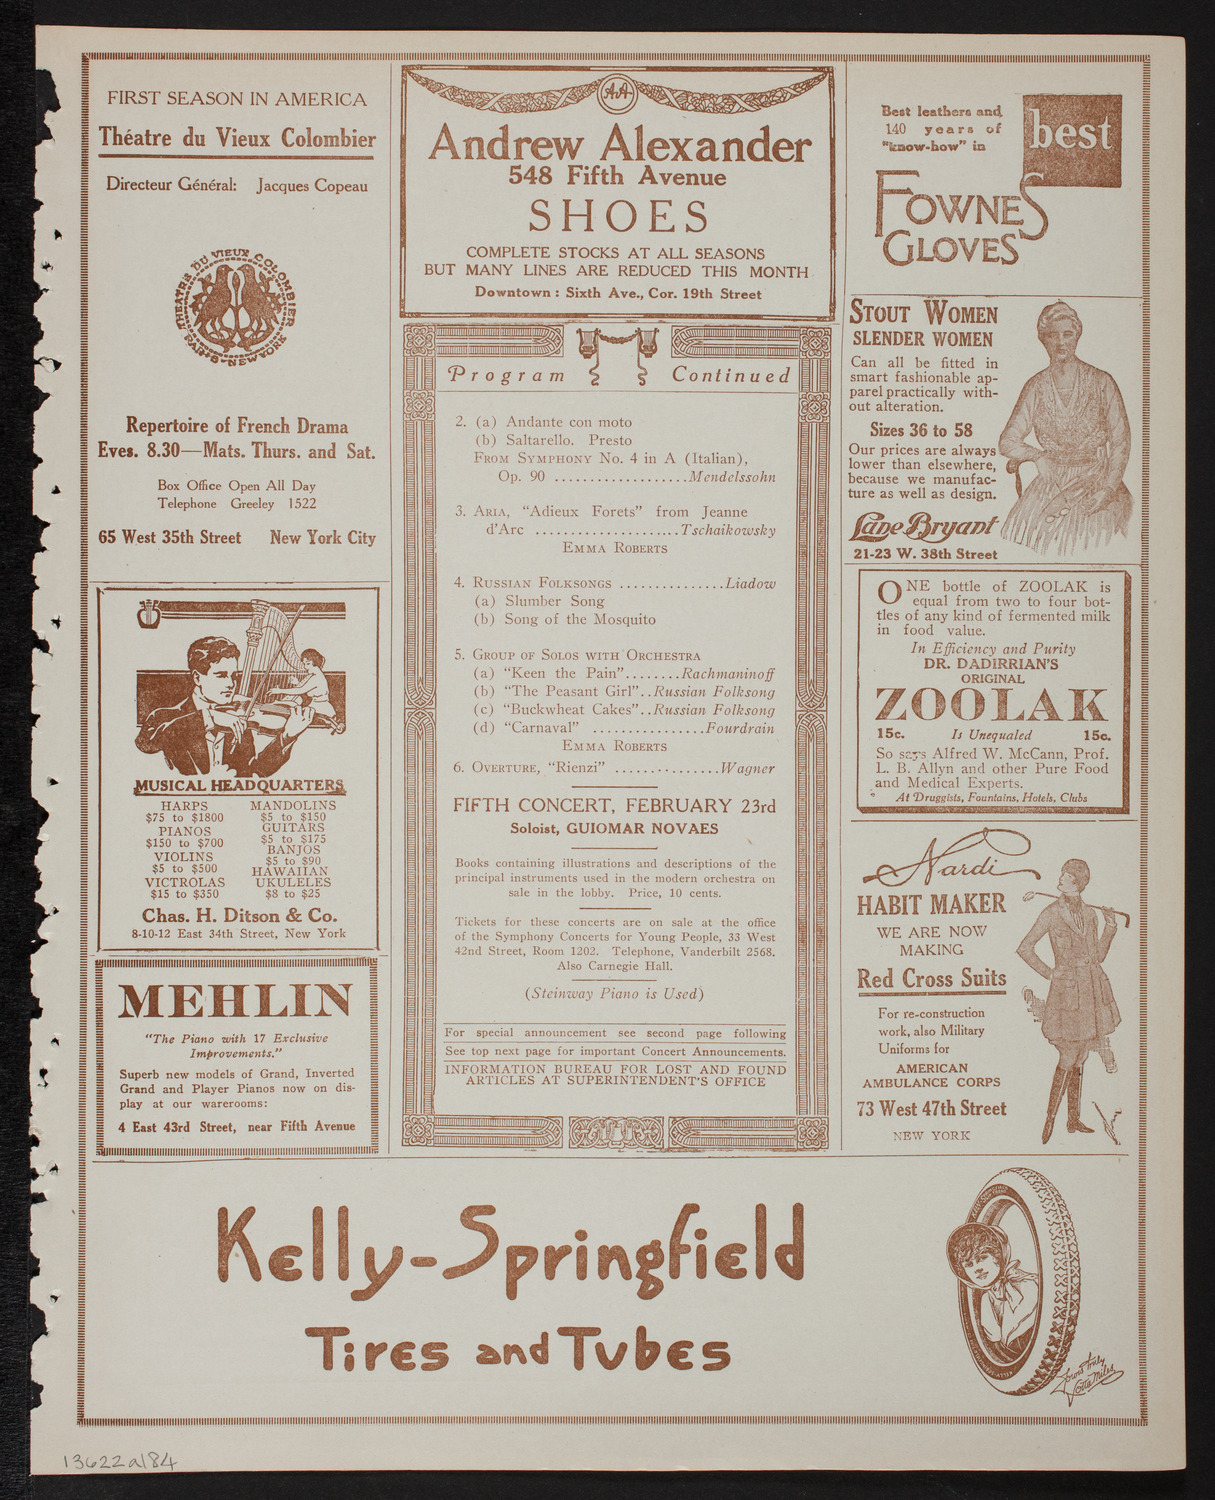 FIRST SEASON IN AMERICA
Théatre du Vieux Colombier
Directeur Général: Jacques Copeau
THEATRE DU VIEUX COLOMBIER
PARIS - NEW YORK
Repertoire of French Drama
Eves. 8.30—Mats. Thurs. and Sat.
Box Office Open All Day
Telephone Greeley 1522
65 West 35th Street New York City
MUSICAL HEADQUARTERS
HARPS
$75 to $1800
PIANOS
$150 to $700
VIOLINS
$5 to $500
VICTROLAS
$15 to $350
MANDOLINS
$5 to $150
GUITARS
$5 to $175
BANJOS
$5 to $90
HAWAIIAN
UKULELES
$8 to $25
Chas. H. Ditson & Co.
8-10-12 East 34th Street, New York
MEHLIN
"The Piano with 17 Exclusive
Improvements."
Superb new models of Grand, Inverted
Grand and Player Pianos now on dis-
play at our warerooms:
4 East 43rd Street, near Fifth Avenue
AA
Andrew Alexander
548 Fifth Avenue
SHOES
COMPLETE STOCKS AT ALL SEASONS
BUT MANY LINES ARE REDUCED THIS MONTH
Downtown: Sixth Ave., Cor. 19th Street
Program Continued
2. (a) Andante con moto
(b) Saltarello. Presto
FROM SYMPHONY No. 4 in A (Italian),
Op. 90 ...................Mendelssohn
3. ARIA, "Adieux Forets" from Jeanne
d'Arc .....................Tschaikowsky
EMMA ROBERTS
4. RUSSIAN FOLKSONGS ...............Liadow
(a) Slumber Song
(b) Song of the Mosquito
5. GROUP OF SOLOS WITH ORCHESTRA
(a) "Keen the Pain"........Rachmaninoff
(b) "The Peasant Girl"..Russian Folksong
(c) "Buckwheat Cakes"..Russian Folksong
(d) "Carnaval" ................Fourdrain
EMMA ROBERTS
6. OVERTURE, "Rienzi" ...............Wagner
FIFTH CONCERT, FEBRUARY 23rd
Soloist, GUIOMAR NOVAES
Books containing illustrations and descriptions of the
principal instruments used in the modern orchestra on
sale in the lobby. Price, 10 cents.
Tickets for these concerts are on sale at the office
of the Symphony Concerts for Young People, 33 West
42nd Street, Room 1202. Telephone, Vanderbilt 2568.
Also Carnegie Hall.
(Steinway Piano is Used)
For special announcement see second page following
See top next page for important Concert Announcements.
INFORMATION BUREAU FOR LOST AND FOUND
ARTICLES AT SUPERINTENDENT'S OFFICE
Best leathers and
140 years of
"know-how" in
best
FOWNES
GLOVES
STOUT WOMEN
SLENDER WOMEN
Can all be fitted in
smart fashionable ap-
parel practically with-
out alteration.
Sizes 36 to 58
Our prices are always
lower than elsewhere,
because we manufac-
ture as well as design.
Lane Bryant
21-23 W. 38th Street
ONE bottle of ZOOLAK is
equal from two to four bot-
tles of any kind of fermented milk
in food value.
In Efficiency and Purity
DR. DADIRRIAN'S
ORIGINAL
ZOOLAK
15c. Is Unequaled 15c.
So says Alfred W. McCann, Prof.
L. B. Allyn and other Pure Food
and Medical Experts.
At Druggists, Fountains, Hotels, Clubs
Nardi
HABIT MAKER
WE ARE NOW
MAKING
Red Cross Suits
For re-construction
work, also Military
Uniforms for
AMERICAN
AMBULANCE CORPS
73 West 47th Street
NEW YORK
Kelly-Springfield
Tires and Tubes
Yours truly
Lotta Miles
13622a184